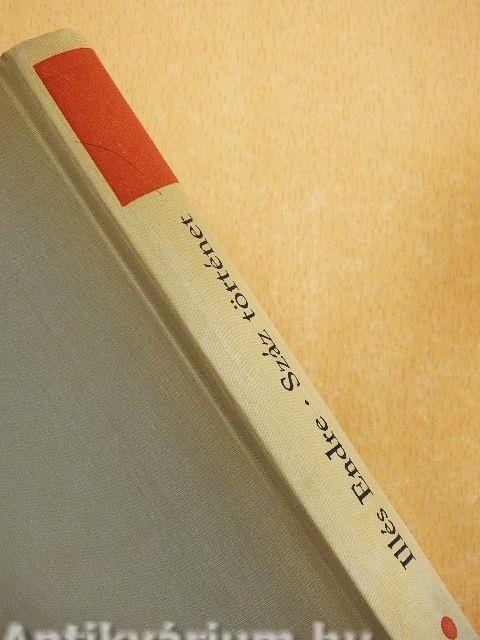 Illés Endre · Száz történet
Antikvárium.hu